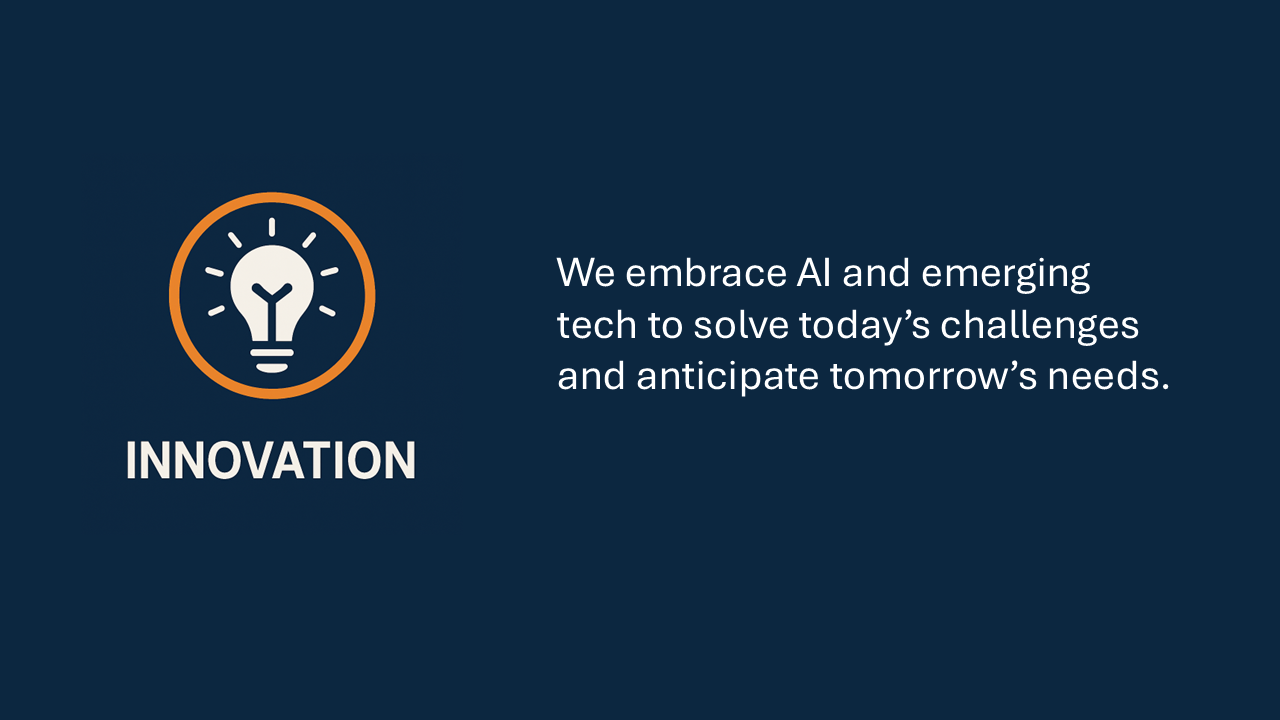 INNOVATION
We embrace AI and emerging
tech to solve today’s challenges
and anticipate tomorrow’s needs.